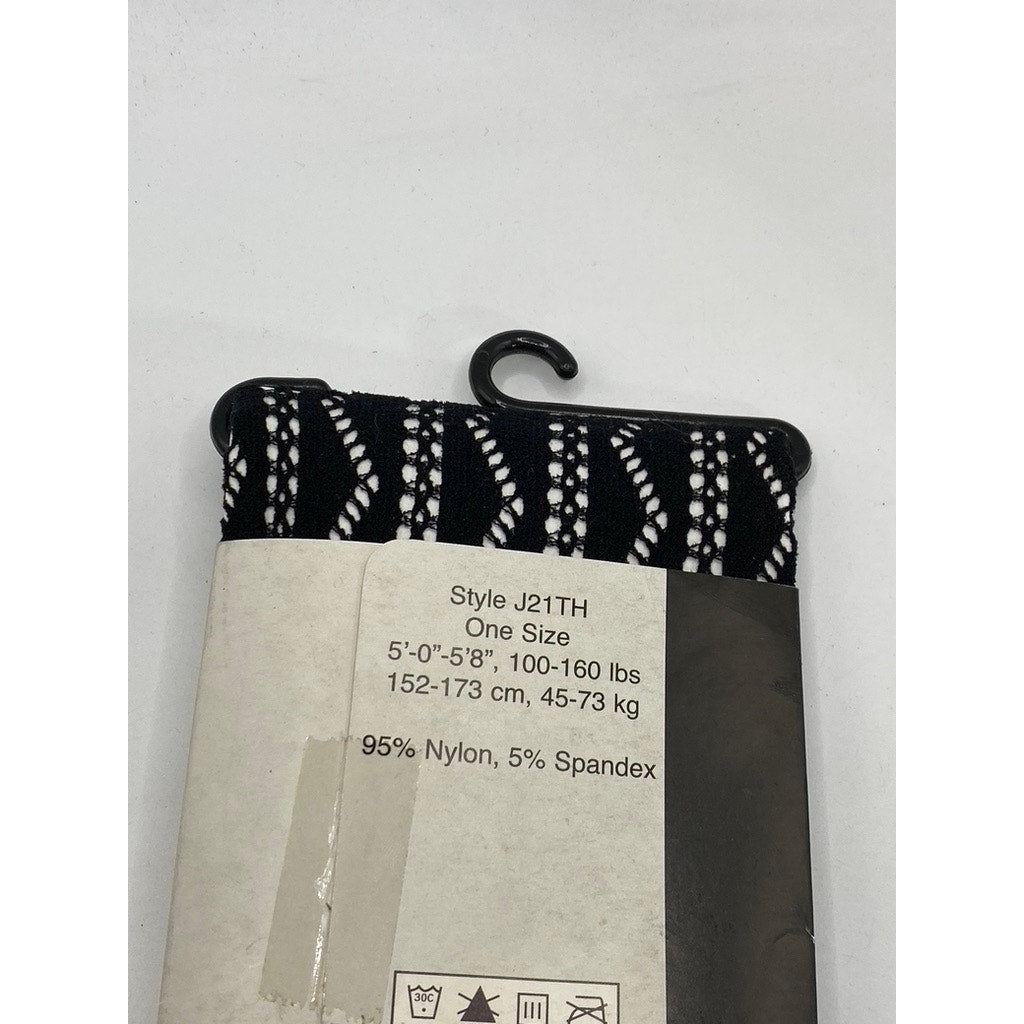 Style J21TH
One Size
5’-0”-5’8”, 100-160 lbs
152-173 cm, 45-73 kg
95% Nylon, 5% Spandex
30C